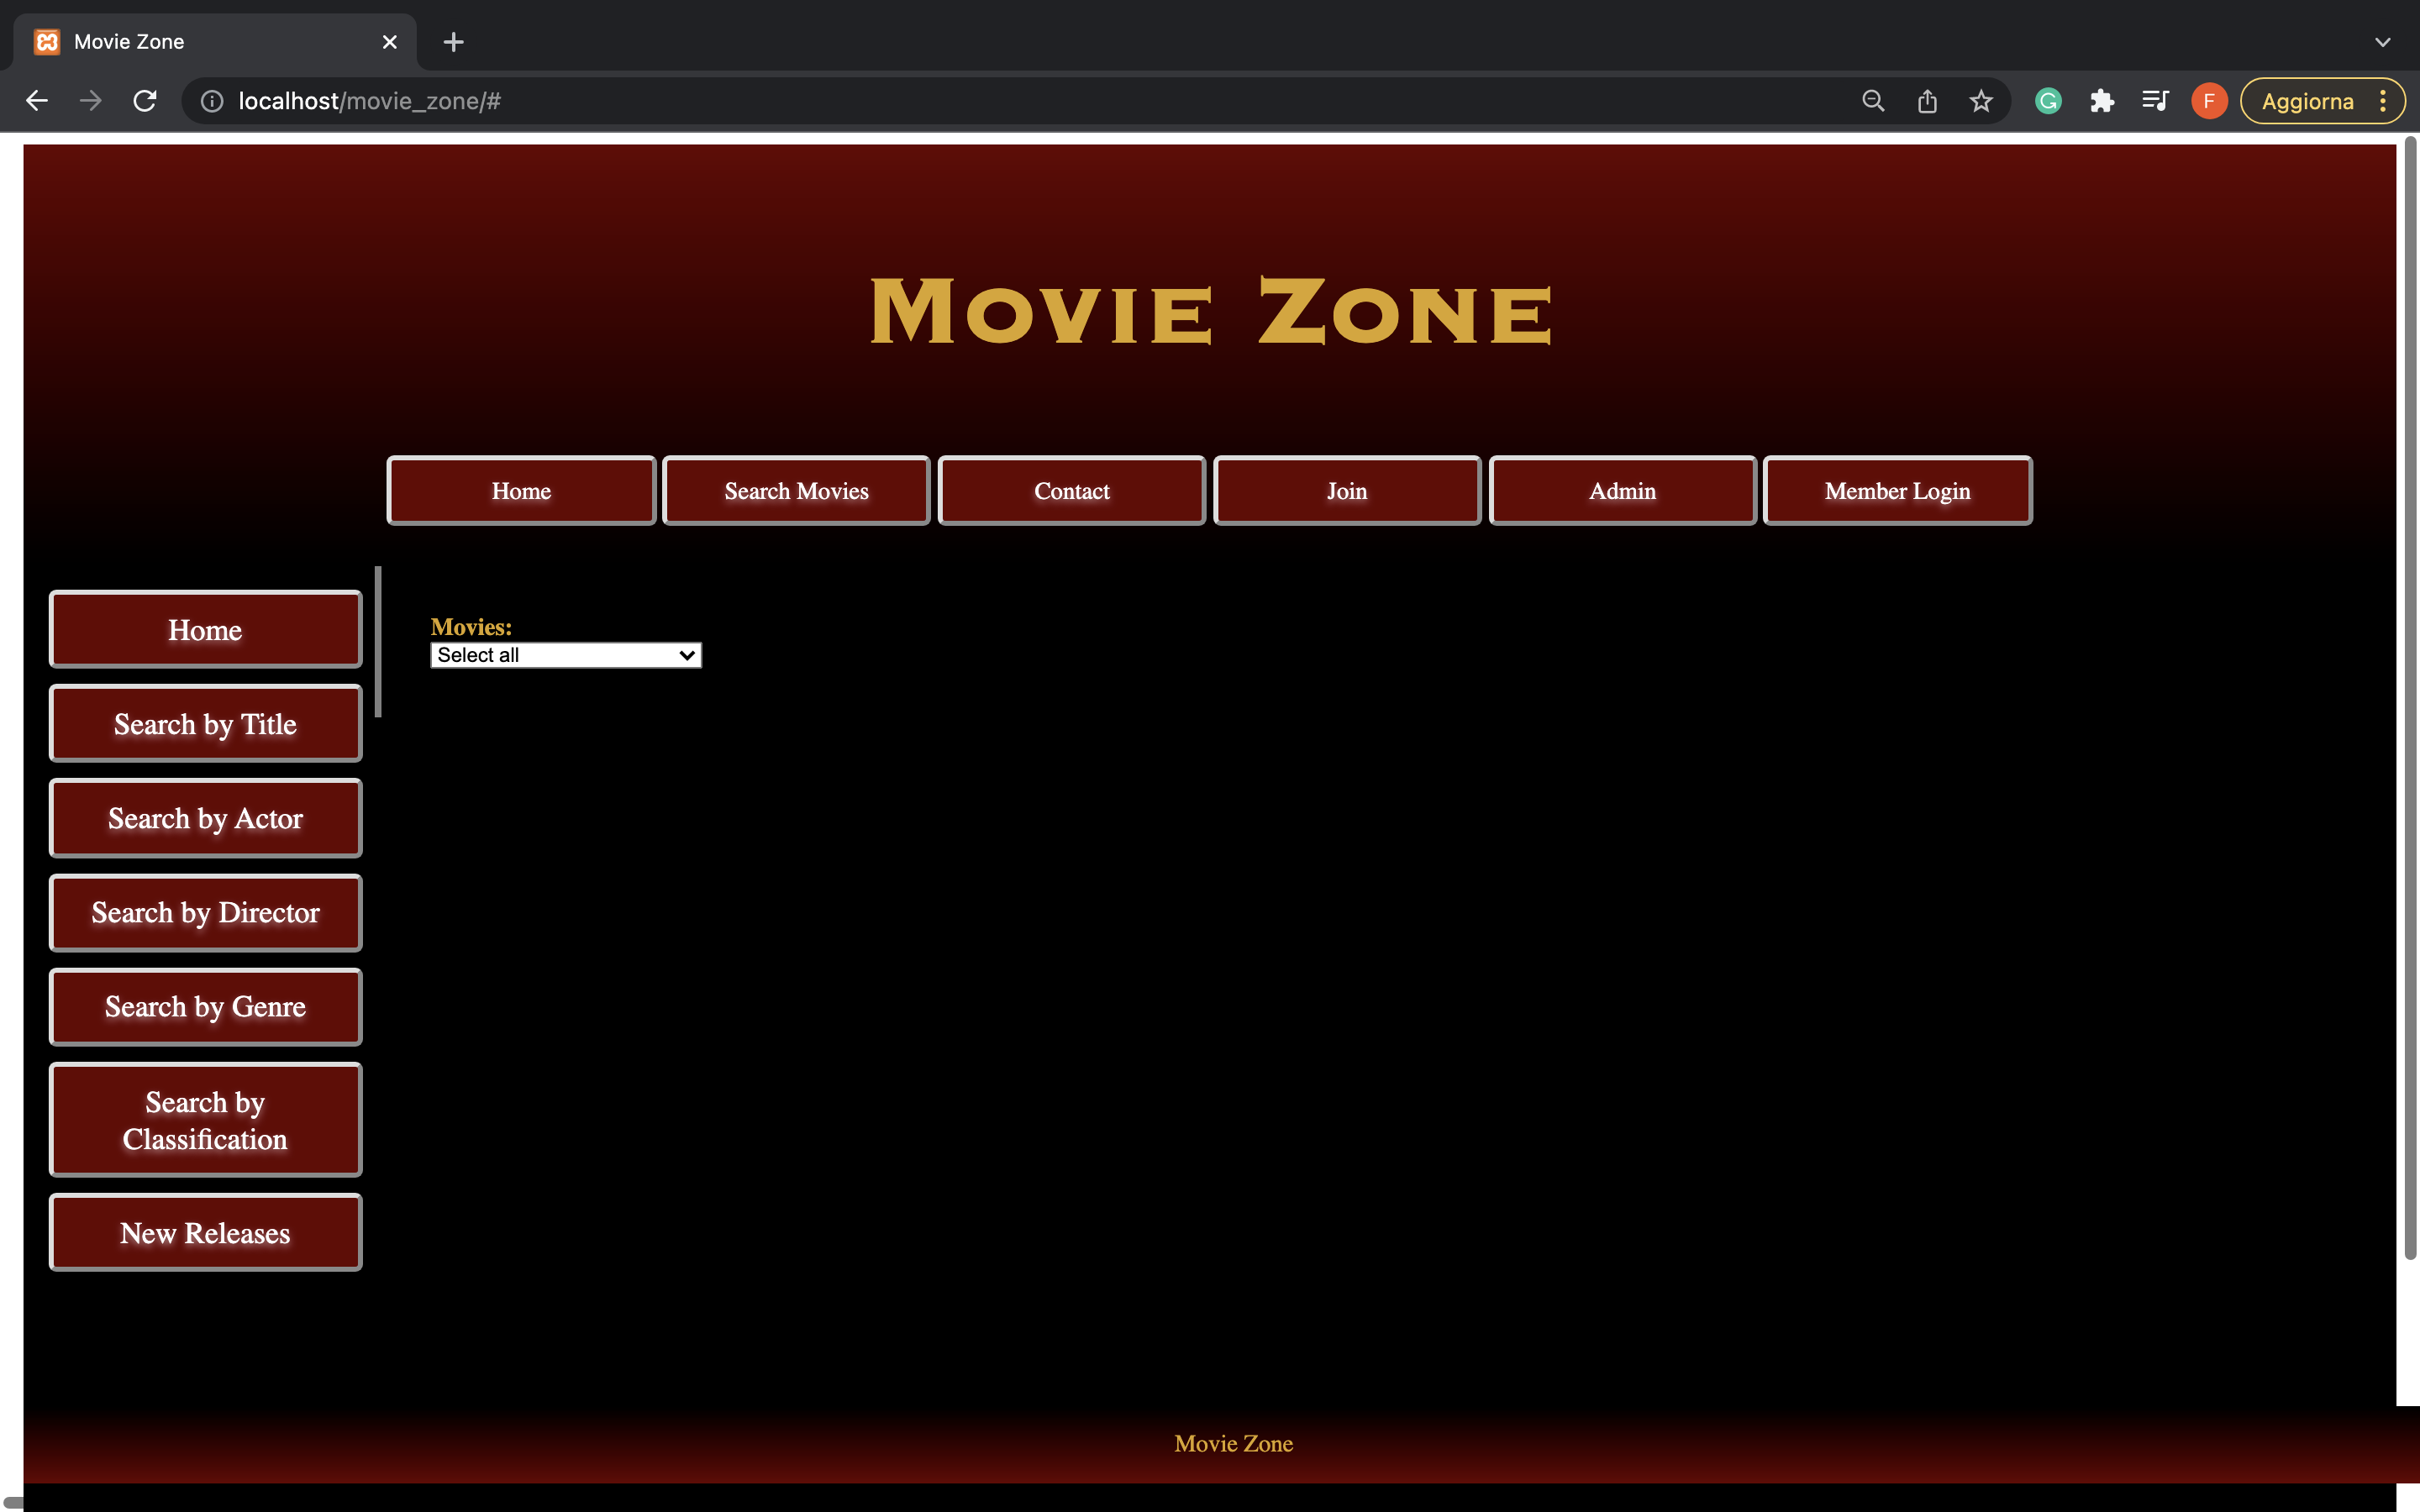 Movie Zone
localhost/movie_zone/#
F
Aggiorna
Movie Zone
Home
Search Movies
Contact
Join
Admin
Member Login
Home
Search by Title
Search by Actor
Search by Director
Search by Genre
Search by
Classification
New Releases
Movies:
Select all
Movie Zone